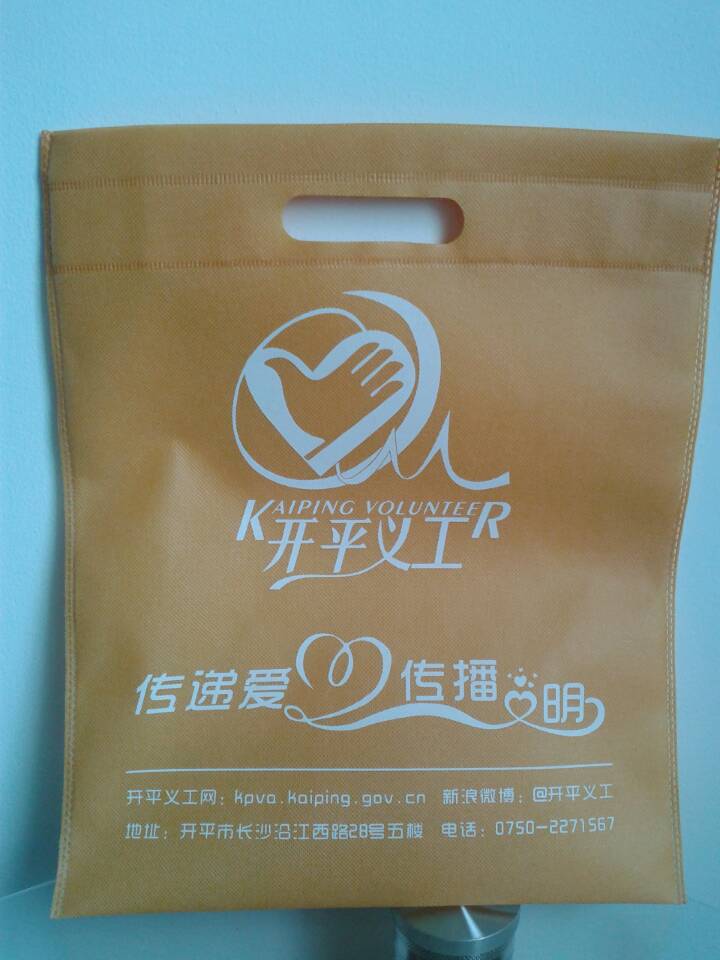 KAIPING VOLUNTEER
开平义工
传递爱心 传播文明
开平义工网：kpva.kaiping.gov.cn 新浪微博：@开平义工
地址：开平市长沙沿江西路28号五楼 电话：0750-2271567